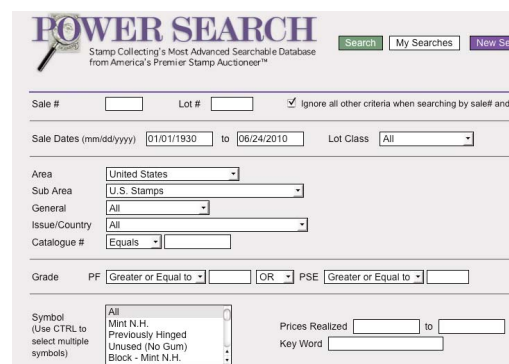 POWER SEARCH
Stamp Collecting's Most Advanced Searchable Database
from America's Premier Stamp Auctioneer™
Search My Searches New Se
Sale # Lot # Ignore all other criteria when searching by sale# and
Sale Dates (mm/dd/yyyy) 01/01/1930 to 06/24/2010 Lot Class All
Area United States
Sub Area U.S. Stamps
General All
Issue/Country All
Catalogue # Equals
Grade PF Greater or Equal to OR PSE Greater or Equal to
Symbol
(Use CTRL to
select multiple
symbols)
All
Mint N.H.
Previously Hinged
Unused (No Gum)
Block - Mint N.H.
Prices Realized to
Key Word